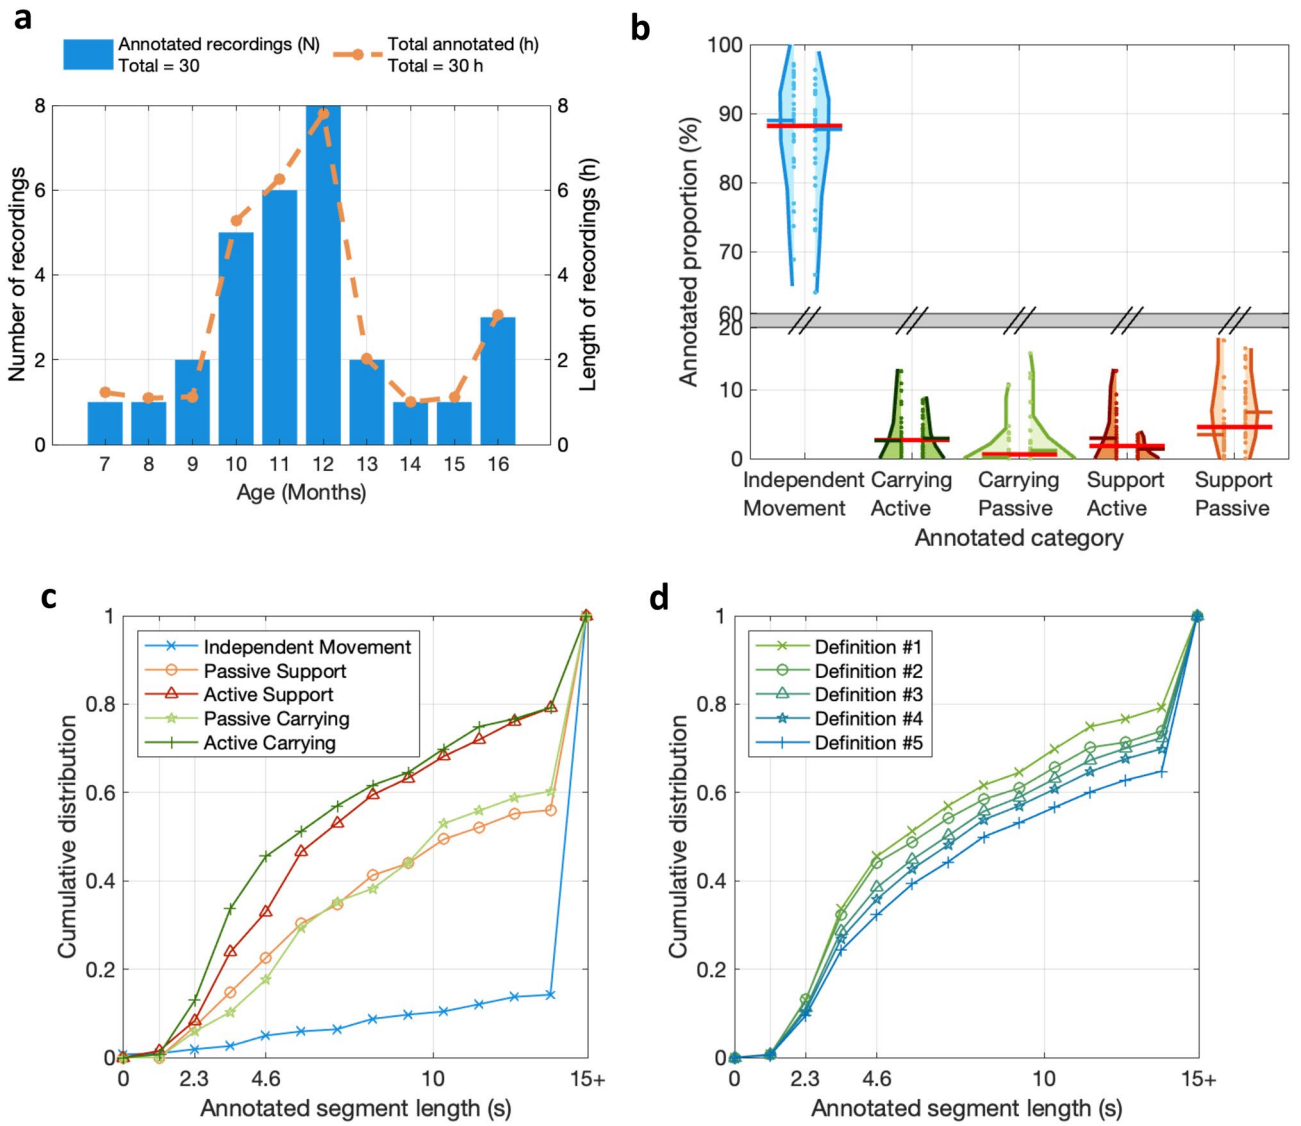 a
Annotated recordings (N)
Total = 30
Total annotated (h)
Total = 30 h
Number of recordings
8
6
4
2
0
8
6
4
2
0
Length of recordings (h)
7 8 9 10 11 12 13 14 15 16
Age (Months)
b
Annotated proportion (%)
100
90
80
70
60
20
10
0
Independent Movement
Carrying Active
Carrying Passive
Support Active
Support Passive
Annotated category
c
Cumulative distribution
1
0.8
0.6
0.4
0.2
0
Independent Movement
Passive Support
Active Support
Passive Carrying
Active Carrying
0 2.3 4.6 10 15+
Annotated segment length (s)
d
Cumulative distribution
1
0.8
0.6
0.4
0.2
0
Definition #1
Definition #2
Definition #3
Definition #4
Definition #5
0 2.3 4.6 10 15+
Annotated segment length (s)